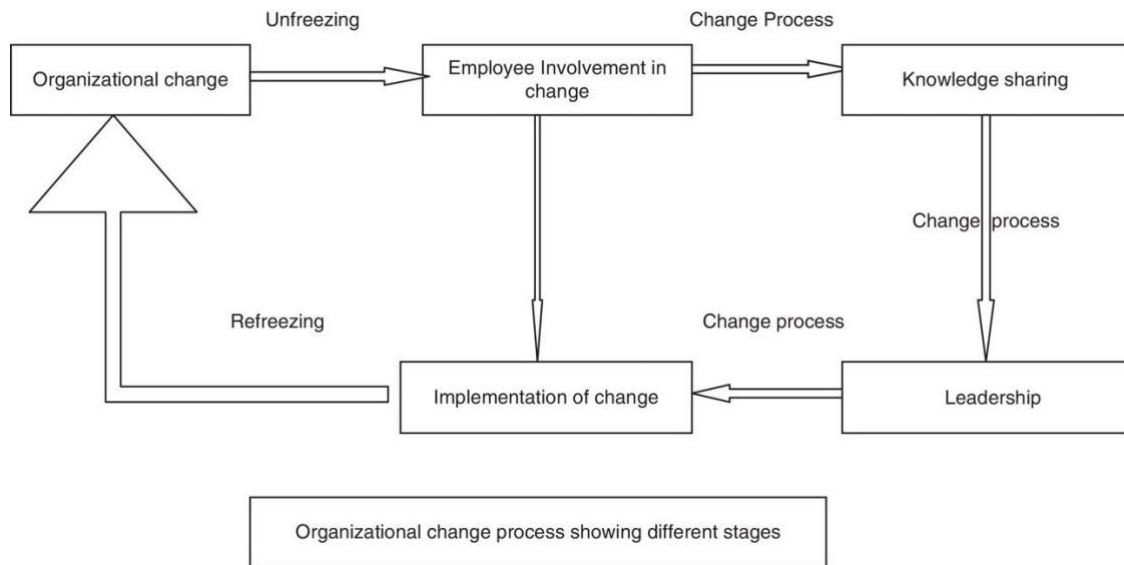 Unfreezing
Change Process
Organizational change
Employee Involvement in
change
Knowledge sharing
Change process
Refreezing
Change process
Implementation of change
Leadership
Organizational change process showing different stages